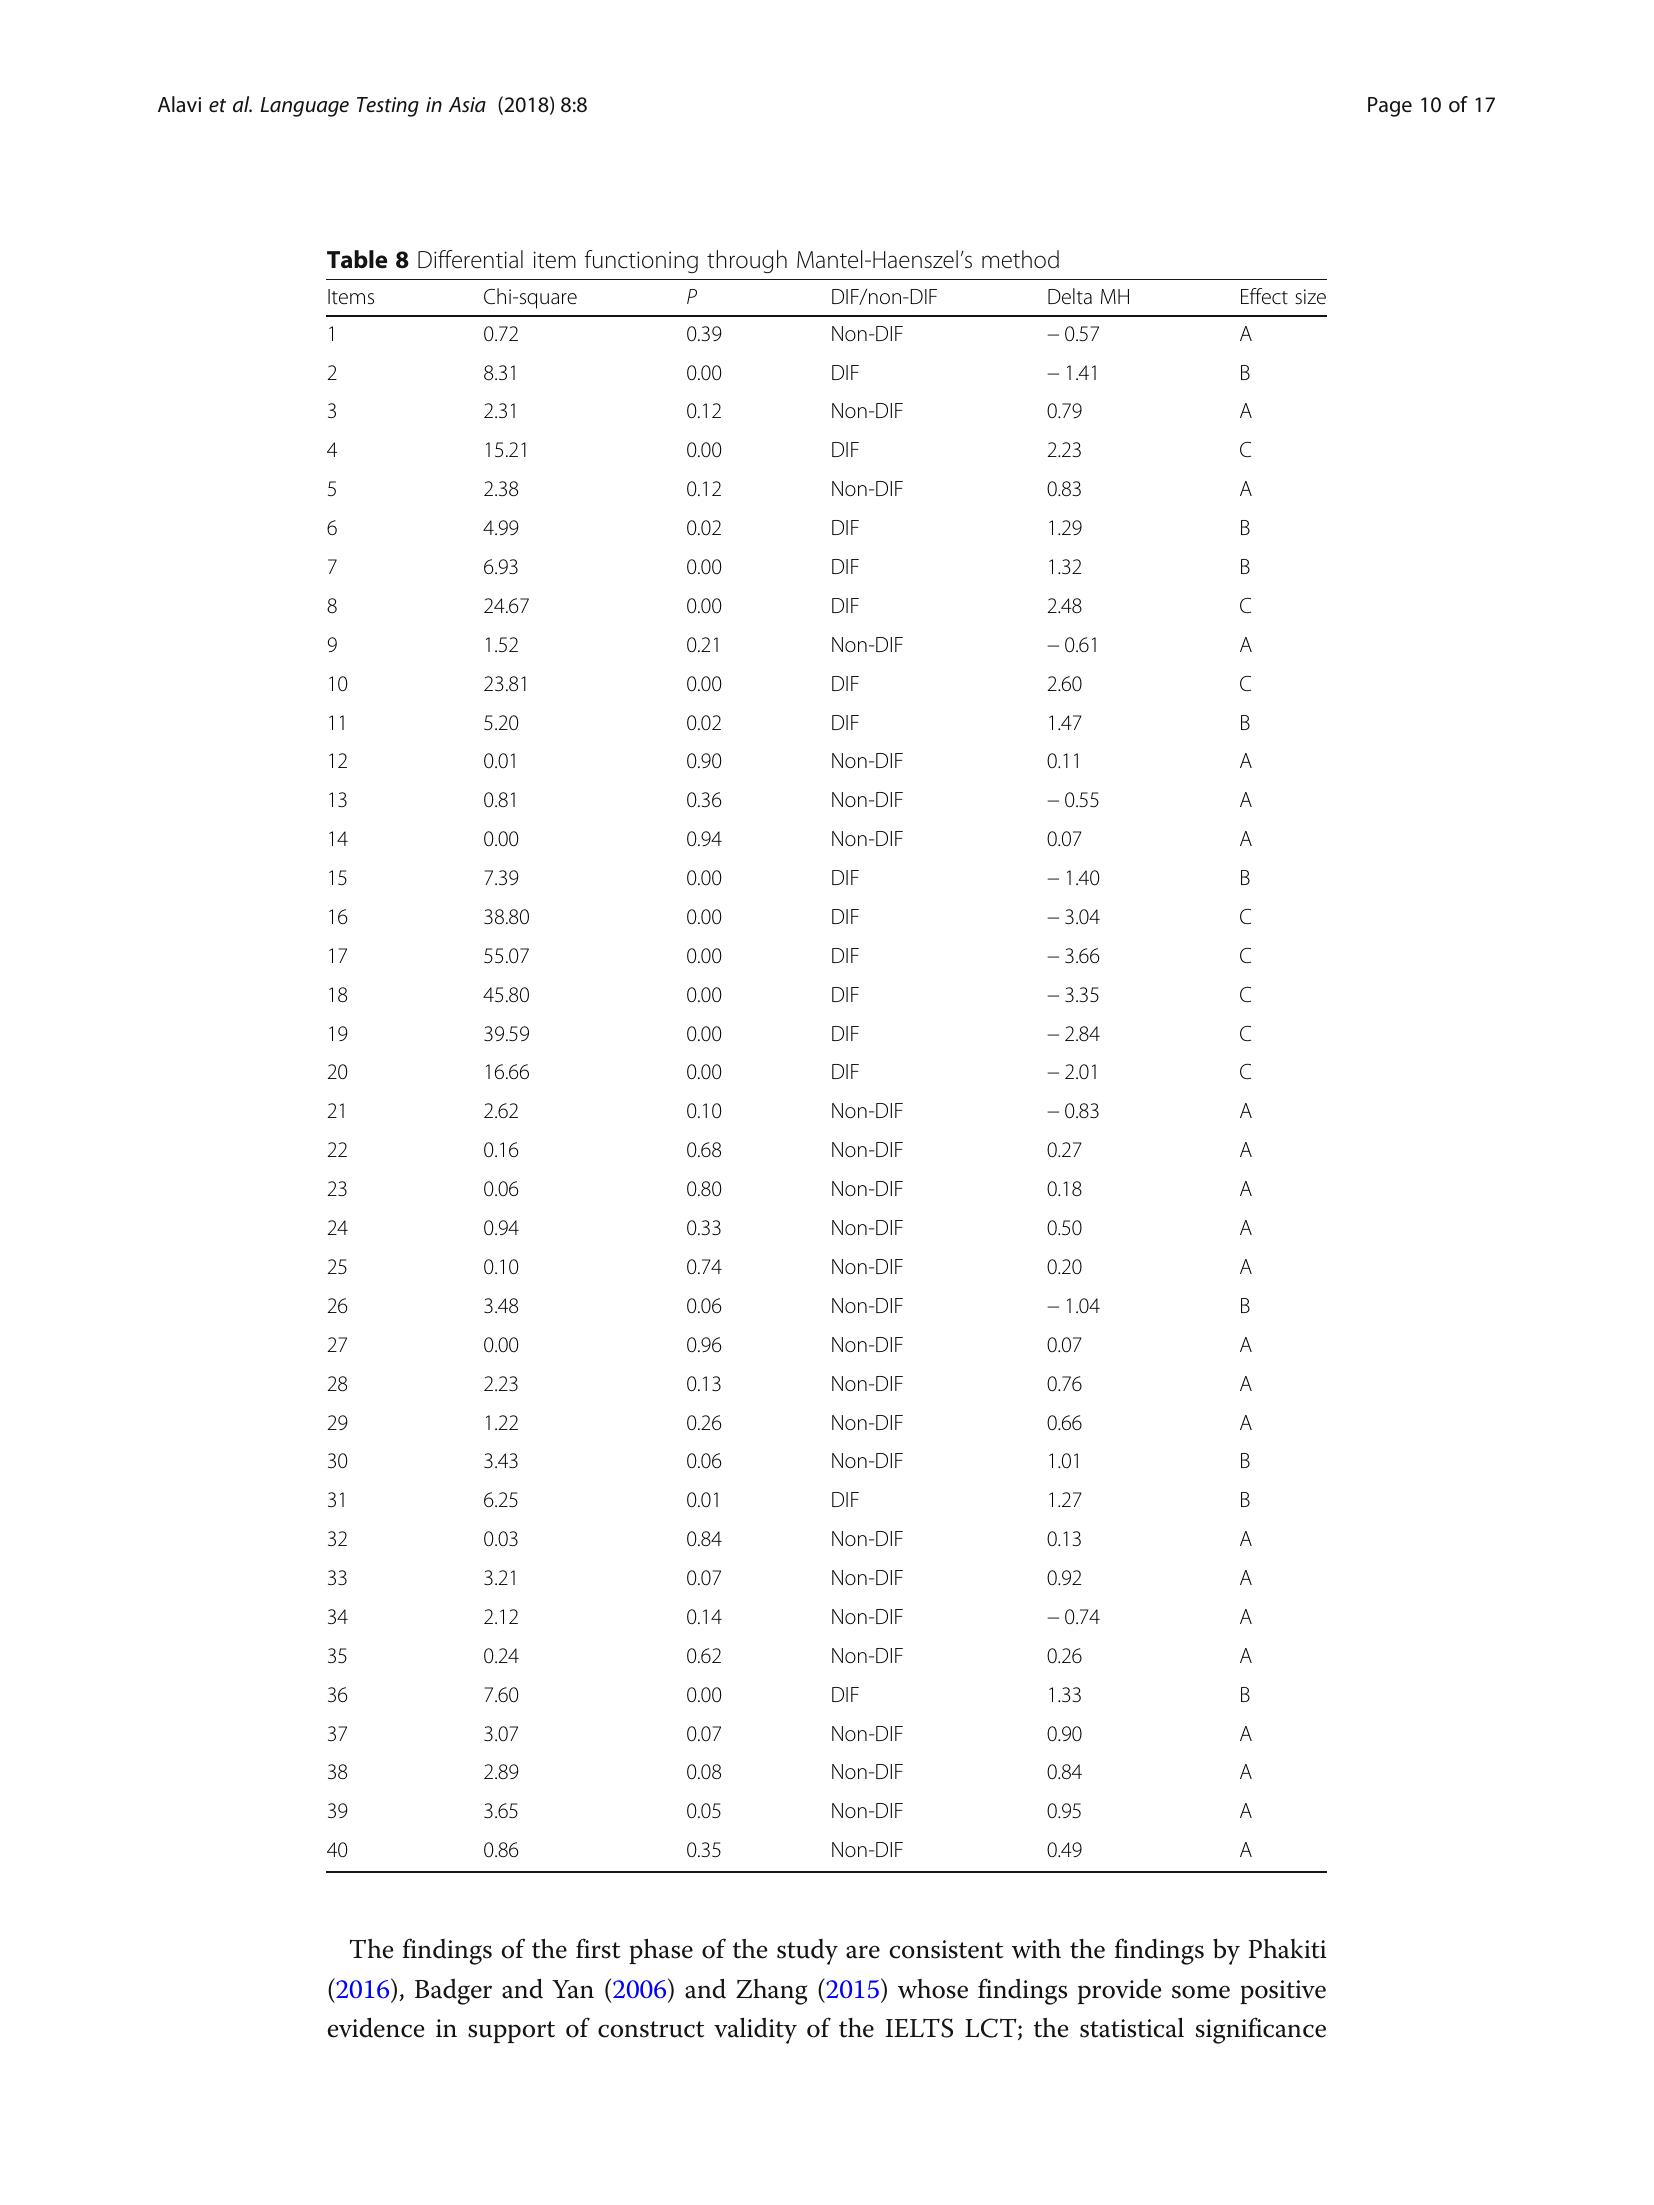 Alavi et al. Language Testing in Asia (2018) 8:8 Page 10 of 17
Table 8 Differential item functioning through Mantel-Haenszel’s method
Items Chi-square P DIF/non-DIF Delta MH Effect size
1 0.72 0.39 Non-DIF − 0.57 A
2 8.31 0.00 DIF − 1.41 B
3 2.31 0.12 Non-DIF 0.79 A
4 15.21 0.00 DIF 2.23 C
5 2.38 0.12 Non-DIF 0.83 A
6 4.99 0.02 DIF 1.29 B
7 6.93 0.00 DIF 1.32 B
8 24.67 0.00 DIF 2.48 C
9 1.52 0.21 Non-DIF − 0.61 A
10 23.81 0.00 DIF 2.60 C
11 5.20 0.02 DIF 1.47 B
12 0.01 0.90 Non-DIF 0.11 A
13 0.81 0.36 Non-DIF − 0.55 A
14 0.00 0.94 Non-DIF 0.07 A
15 7.39 0.00 DIF − 1.40 B
16 38.80 0.00 DIF − 3.04 C
17 55.07 0.00 DIF − 3.66 C
18 45.80 0.00 DIF − 3.35 C
19 39.59 0.00 DIF − 2.84 C
20 16.66 0.00 DIF − 2.01 C
21 2.62 0.10 Non-DIF − 0.83 A
22 0.16 0.68 Non-DIF 0.27 A
23 0.06 0.80 Non-DIF 0.18 A
24 0.94 0.33 Non-DIF 0.50 A
25 0.10 0.74 Non-DIF 0.20 A
26 3.48 0.06 Non-DIF − 1.04 B
27 0.00 0.96 Non-DIF 0.07 A
28 2.23 0.13 Non-DIF 0.76 A
29 1.22 0.26 Non-DIF 0.66 A
30 3.43 0.06 Non-DIF 1.01 B
31 6.25 0.01 DIF 1.27 B
32 0.03 0.84 Non-DIF 0.13 A
33 3.21 0.07 Non-DIF 0.92 A
34 2.12 0.14 Non-DIF − 0.74 A
35 0.24 0.62 Non-DIF 0.26 A
36 7.60 0.00 DIF 1.33 B
37 3.07 0.07 Non-DIF 0.90 A
38 2.89 0.08 Non-DIF 0.84 A
39 3.65 0.05 Non-DIF 0.95 A
40 0.86 0.35 Non-DIF 0.49 A
The findings of the first phase of the study are consistent with the findings by Phakiti
(2016), Badger and Yan (2006) and Zhang (2015) whose findings provide some positive
evidence in support of construct validity of the IELTS LCT; the statistical significance